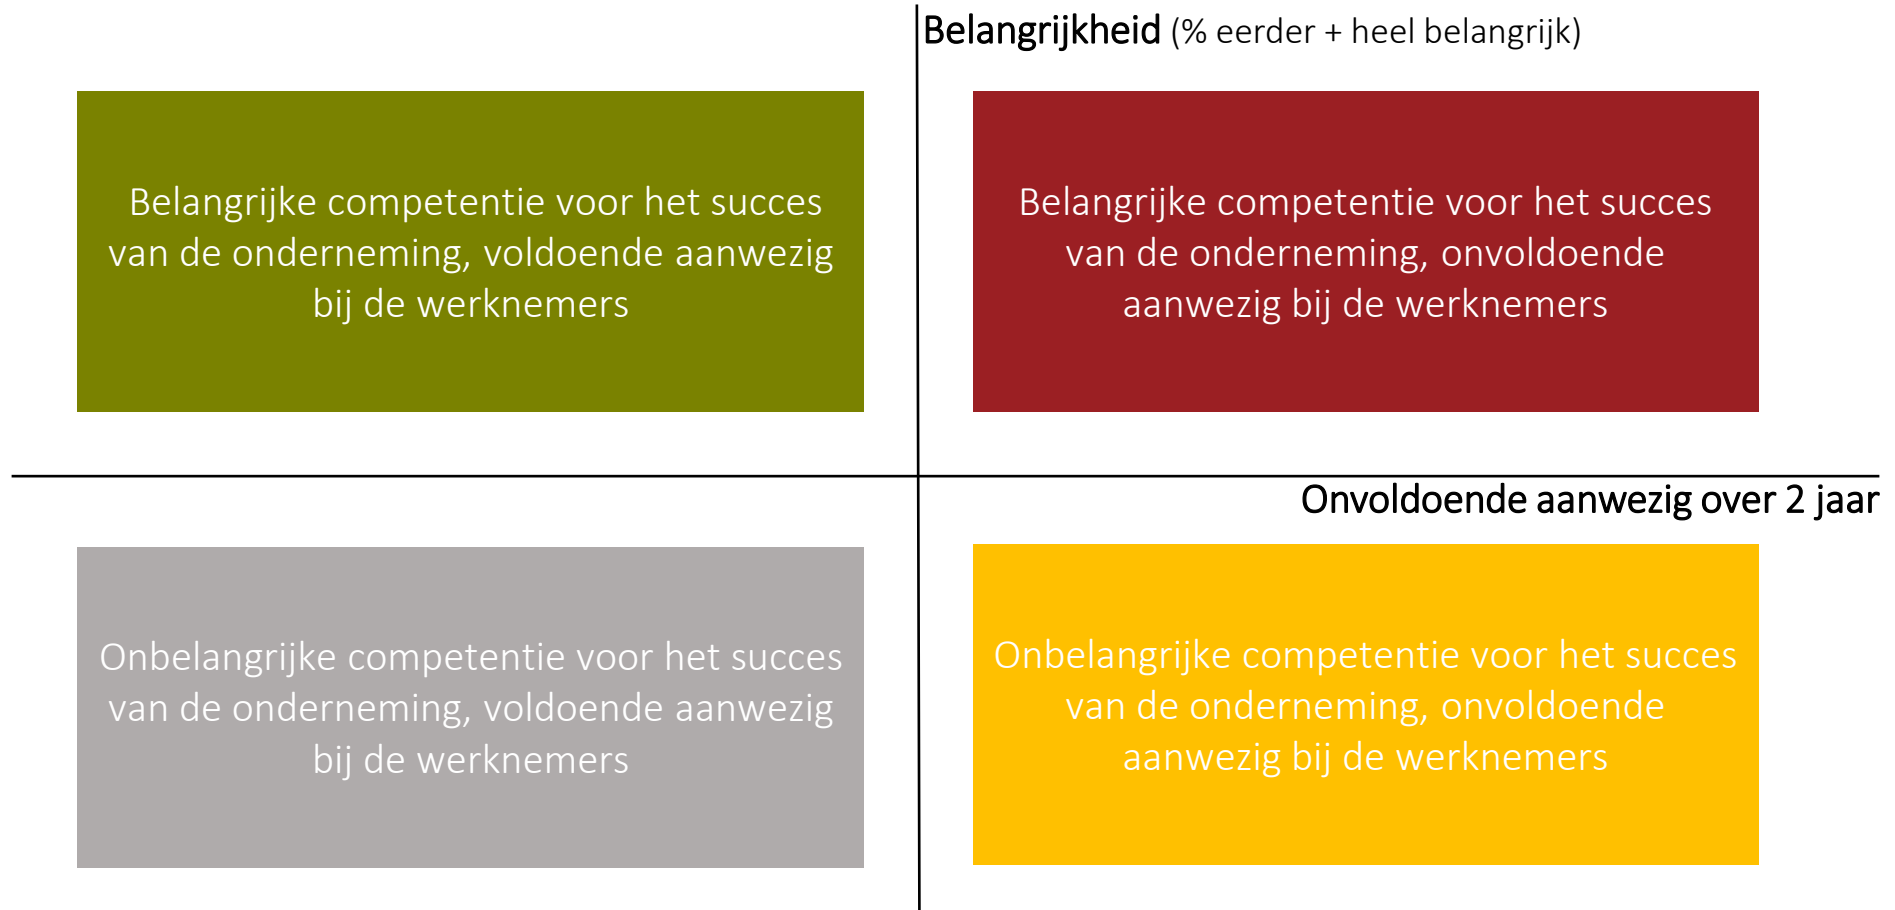 Belangrijkheid (% eerder + heel belangrijk)
Belangrijke competentie voor het succes
van de onderneming, voldoende aanwezig
bij de werknemers
Belangrijke competentie voor het succes
van de onderneming, onvoldoende
aanwezig bij de werknemers
Onvoldoende aanwezig over 2 jaar
Onbelangrijke competentie voor het succes
van de onderneming, voldoende aanwezig
bij de werknemers
Onbelangrijke competentie voor het succes
van de onderneming, onvoldoende
aanwezig bij de werknemers